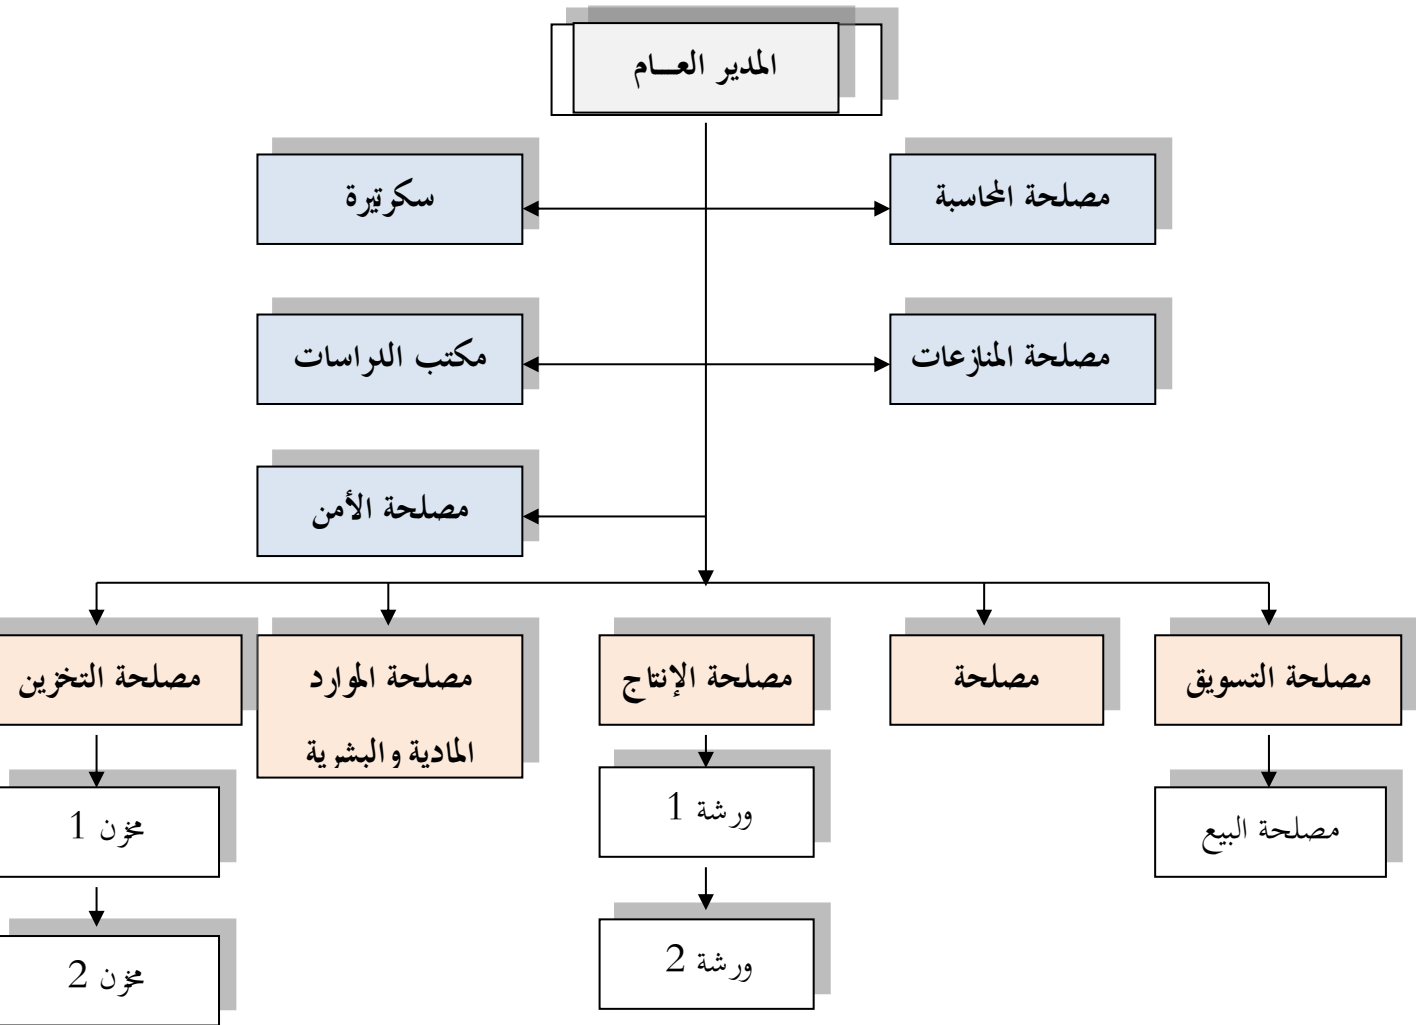 المدير العـــام
مصلحة المحاسبة
سكرتيرة
مصلحة المنازعات
مكتب الدراسات
مصلحة الأمن
مصلحة التسويق
مصلحة
مصلحة الإنتاج
مصلحة الموارد
المادية والبشرية
مصلحة التخزين
مصلحة البيع
ورشة 1
مخزن 1
ورشة 2
مخزن 2